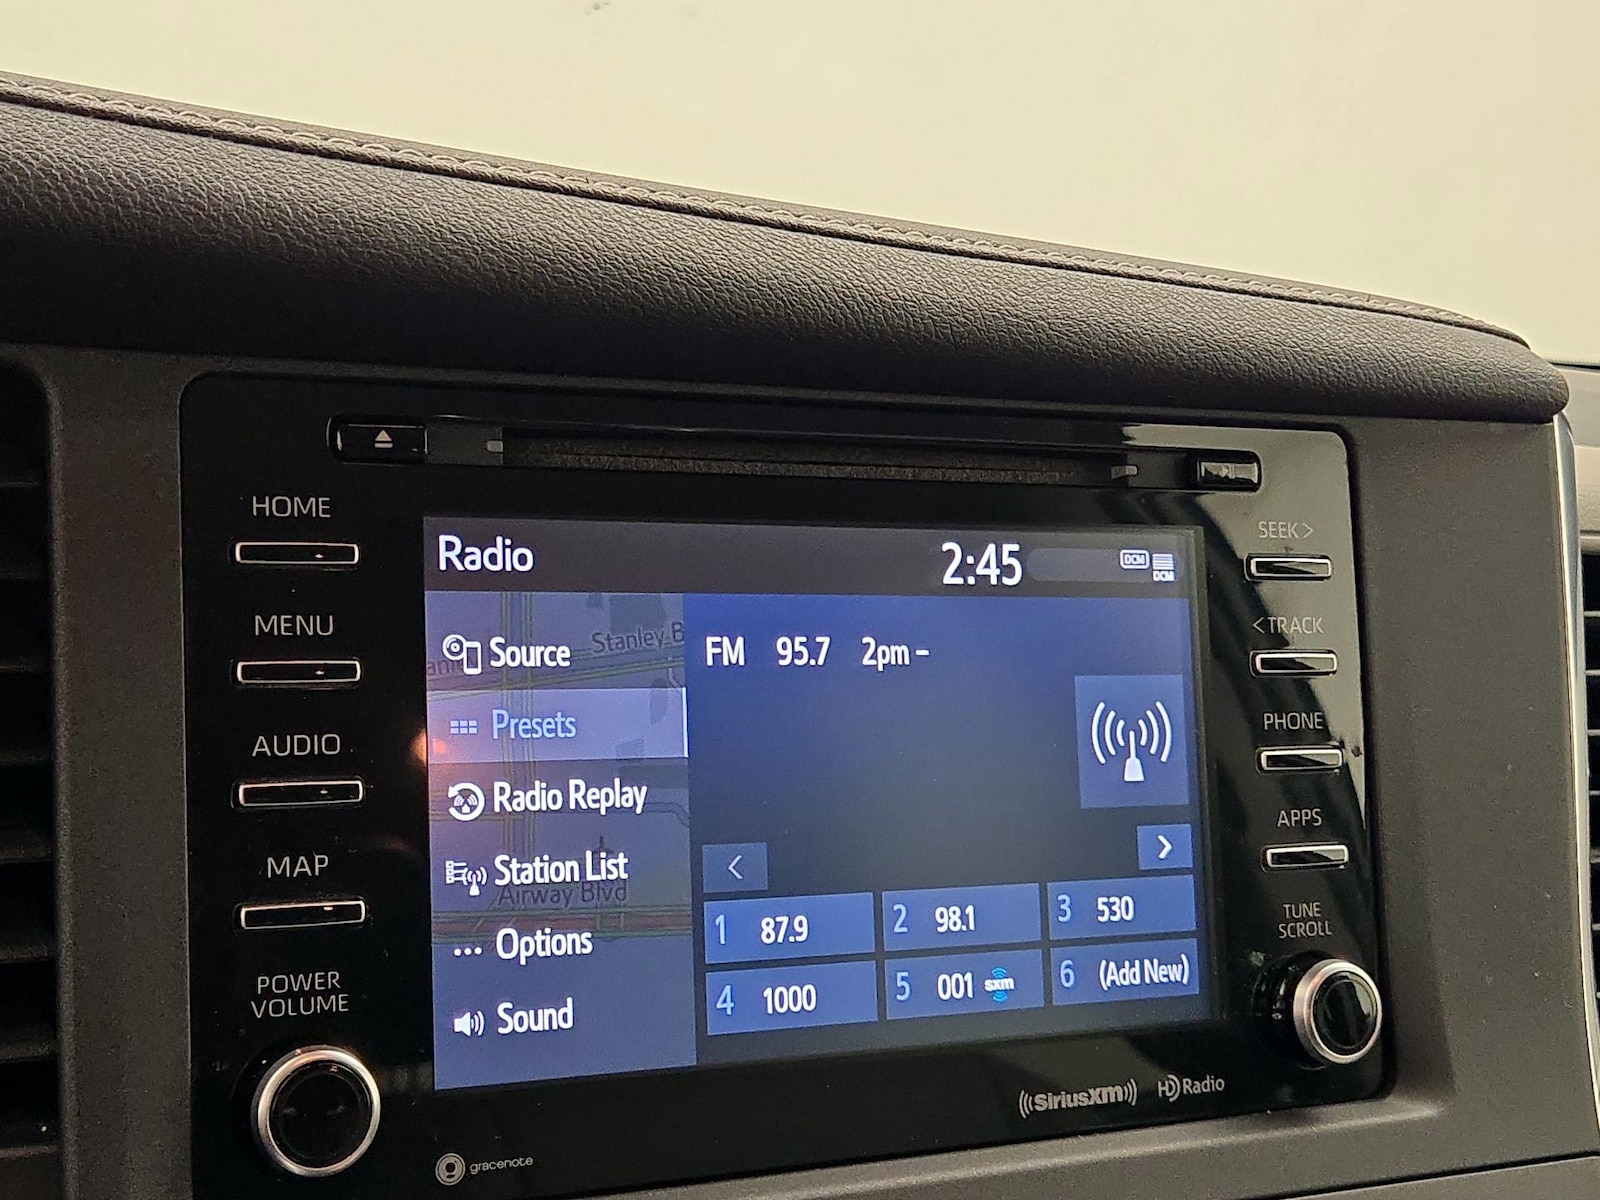 HOME
MENU
AUDIO
MAP
POWER
VOLUME
Radio
2:45
DCM
DCM
Source
Stanley B
Presets
Radio Replay
Station List
Airway Blvd
Options
Sound
FM 95.7 2pm –
<
>
1 87.9
2 98.1
3 530
4 1000
5 001 sxm
6 (Add New)
SEEK >
< TRACK
PHONE
APPS
TUNE
SCROLL
((SiriusXM))
HD Radio
gracenote